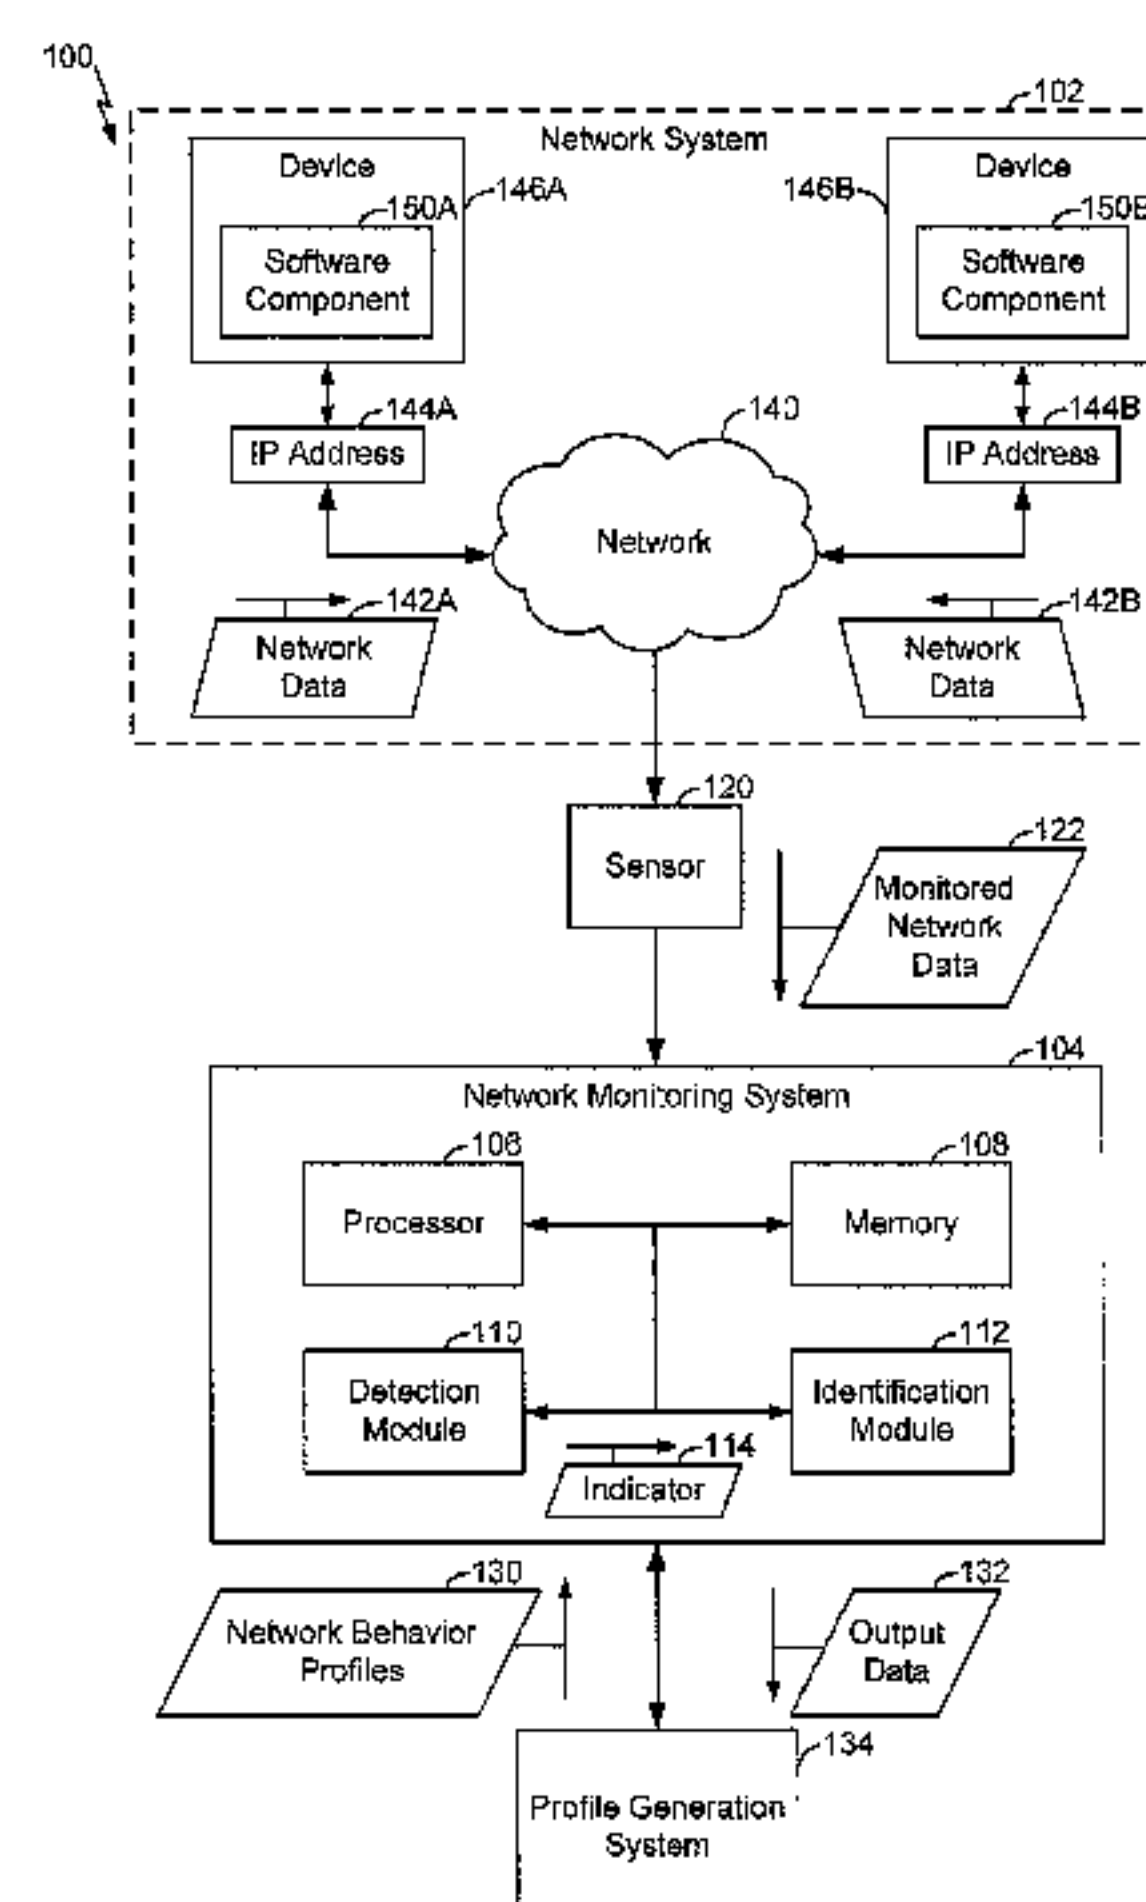 100
102
Network System
Device
146A
150A
Software
Component
146B
Device
150B
Software
Component
144A
IP Address
140
Network
144B
IP Address
142A
Network
Data
142B
Network
Data
120
Sensor
122
Monitored
Network
Data
104
Network Monitoring System
106
Processor
108
Memory
110
Detection
Module
112
Identification
Module
114
Indicator
130
Network Behavior
Profiles
132
Output
Data
134
Profile Generation
System